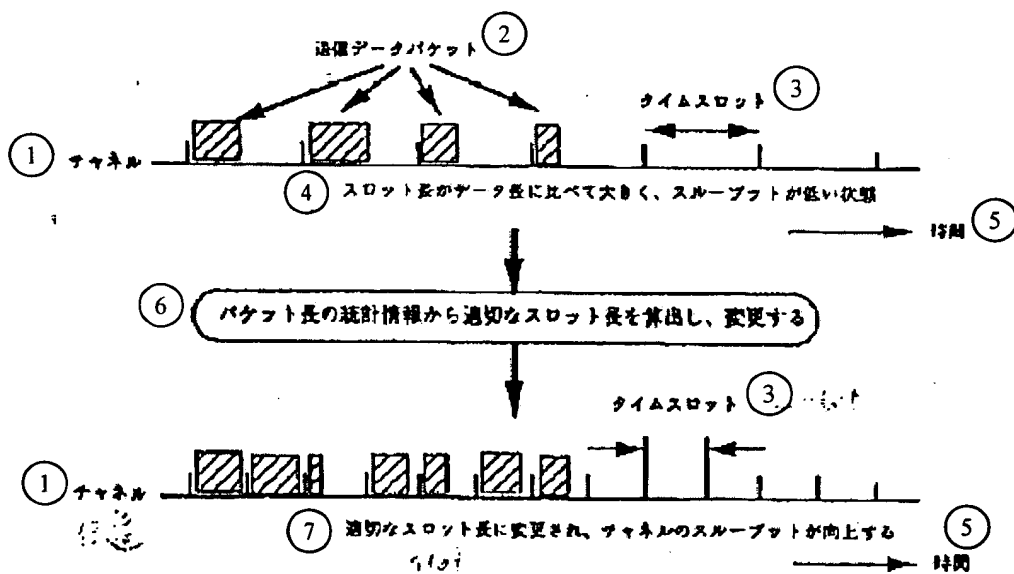 送信データパケット ②
タイムスロット ③
① チャネル
④ スロット長がデータ長に比べて大きく、スループットが低い状態
時間 ⑤
⑥ パケット長の統計情報から適切なスロット長を算出し、変更する
タイムスロット ③
① チャネル
⑦ 適切なスロット長に変更され、チャネルのスループットが向上する
時間 ⑤